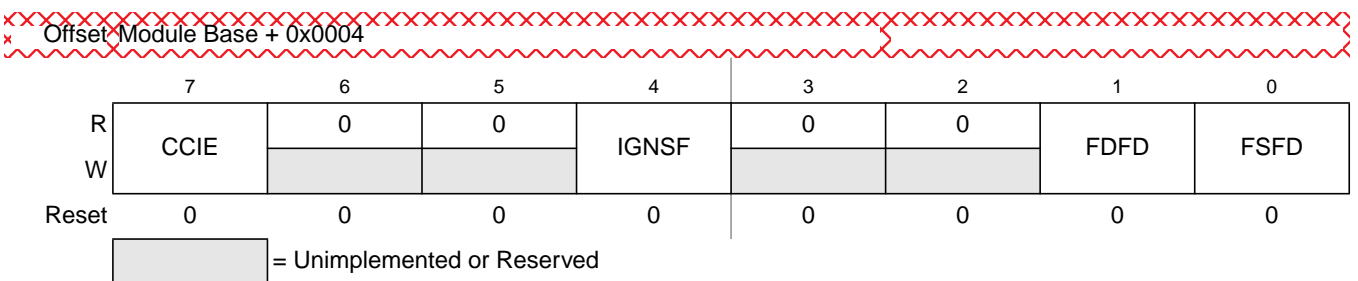 Offset Module Base + 0x0004
7 6 5 4 3 2 1 0
R CCIE 0 0 IGNSF 0 0 FDFD FSFD
W
Reset 0 0 0 0 0 0 0 0
= Unimplemented or Reserved